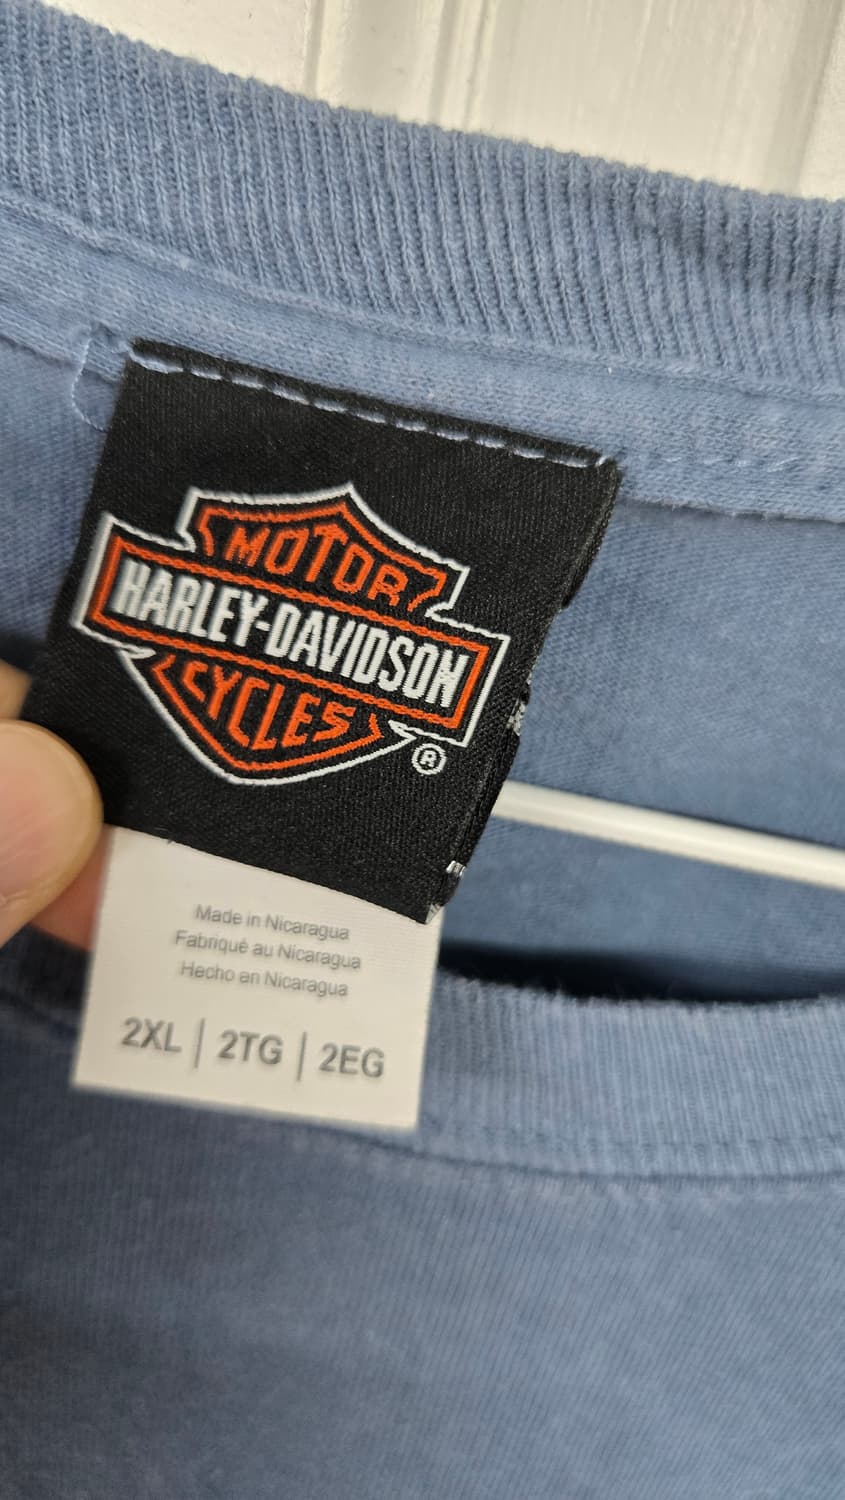 MOTOR
HARLEY-DAVIDSON
CYCLES
®
Made in Nicaragua
Fabriqué au Nicaragua
Hecho en Nicaragua
2XL | 2TG | 2EG